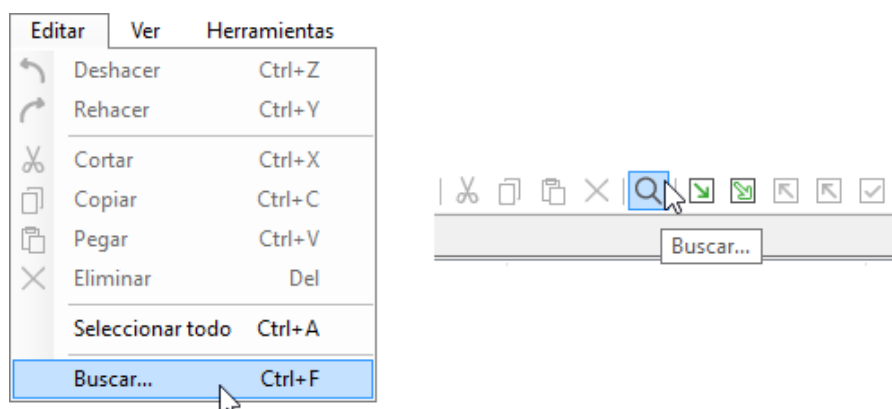 Editar Ver Herramientas
Deshacer Ctrl+Z
Rehacer Ctrl+Y
Cortar Ctrl+X
Copiar Ctrl+C
Pegar Ctrl+V
Eliminar Del
Seleccionar todo Ctrl+A
Buscar... Ctrl+F
Buscar...